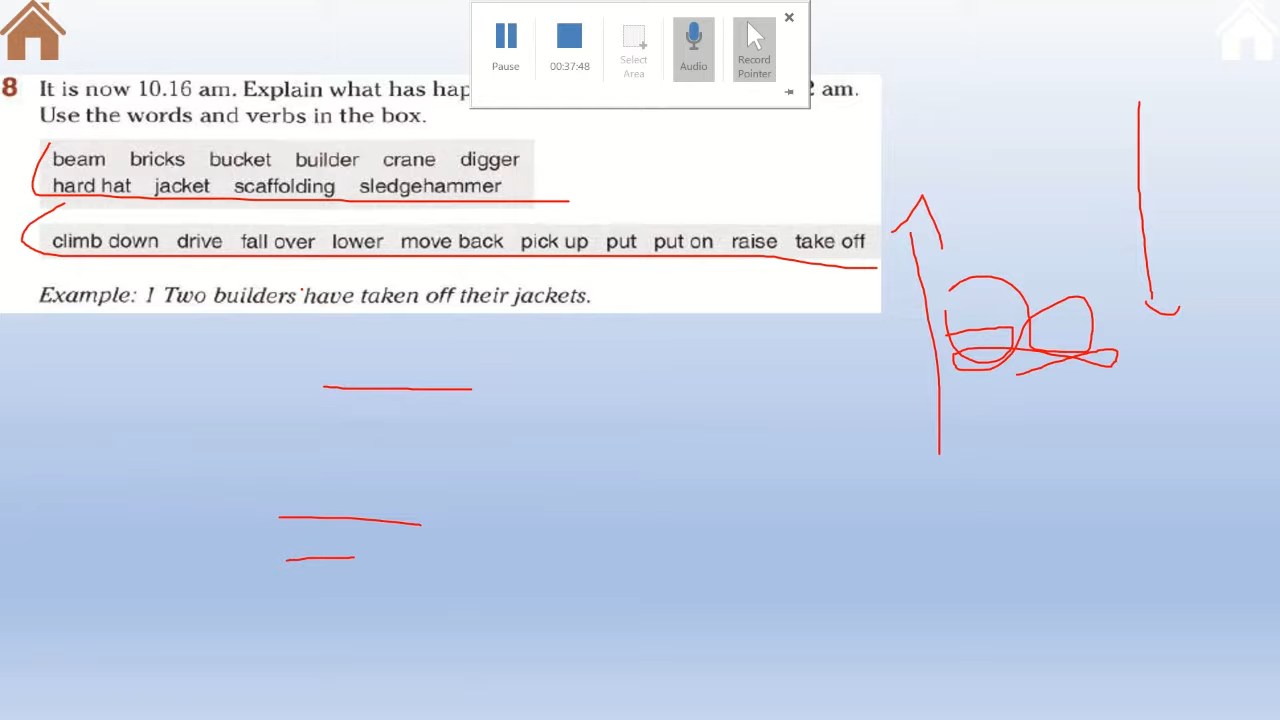 Pause
00:37:48
Select Area
Audio
Record Pointer
8 It is now 10.16 am. Explain what has am.
Use the words and verbs in the box.
beam bricks bucket builder crane digger
hard hat jacket scaffolding sledgehammer
climb down drive fall over lower move back pick up put put on raise take off
Example: 1 Two builders have taken off their jackets.